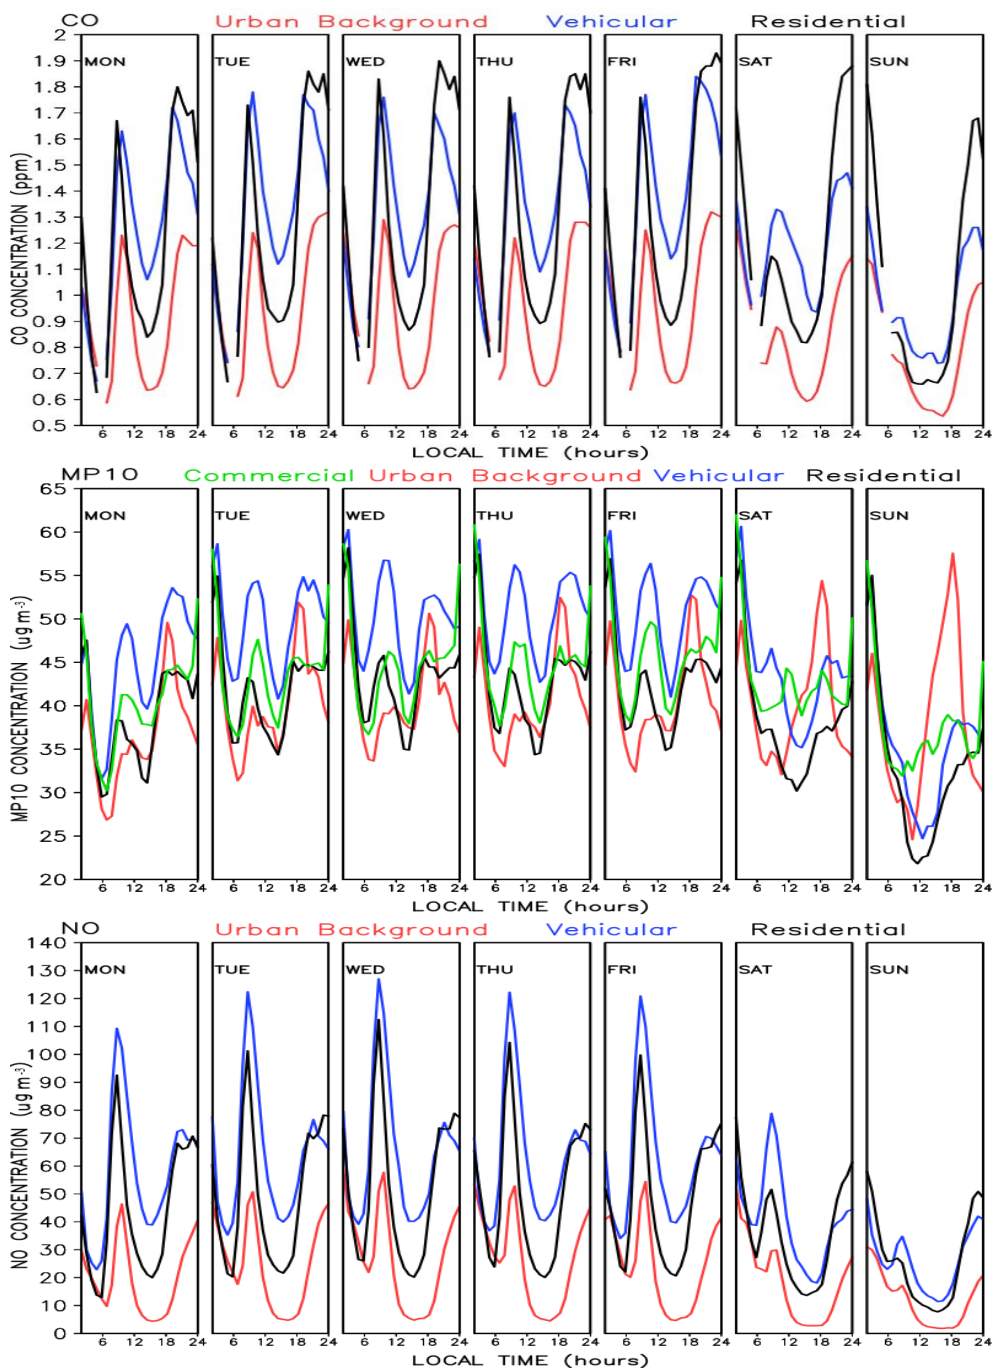 CO Urban Background Vehicular Residential
2
1.9
1.8
1.7
1.6
1.5
1.4
1.3
1.2
1.1
1
0.9
0.8
0.7
0.6
0.5
CO CONCENTRATION (ppm)
MON TUE WED THU FRI SAT SUN
6 12 18 24 6 12 18 24 6 12 18 24 6 12 18 24 6 12 18 24 6 12 18 24 6 12 18 24
LOCAL TIME (hours)
MP10 Commercial Urban Background Vehicular Residential
65
60
55
50
45
40
35
30
25
20
MP10 CONCENTRATION (ug m-3)
MON TUE WED THU FRI SAT SUN
6 12 18 24 6 12 18 24 6 12 18 24 6 12 18 24 6 12 18 24 6 12 18 24 6 12 18 24
LOCAL TIME (hours)
NO Urban Background Vehicular Residential
140
130
120
110
100
90
80
70
60
50
40
30
20
10
0
NO CONCENTRATION (ug m-3)
MON TUE WED THU FRI SAT SUN
6 12 18 24 6 12 18 24 6 12 18 24 6 12 18 24 6 12 18 24 6 12 18 24 6 12 18 24
LOCAL TIME (hours)